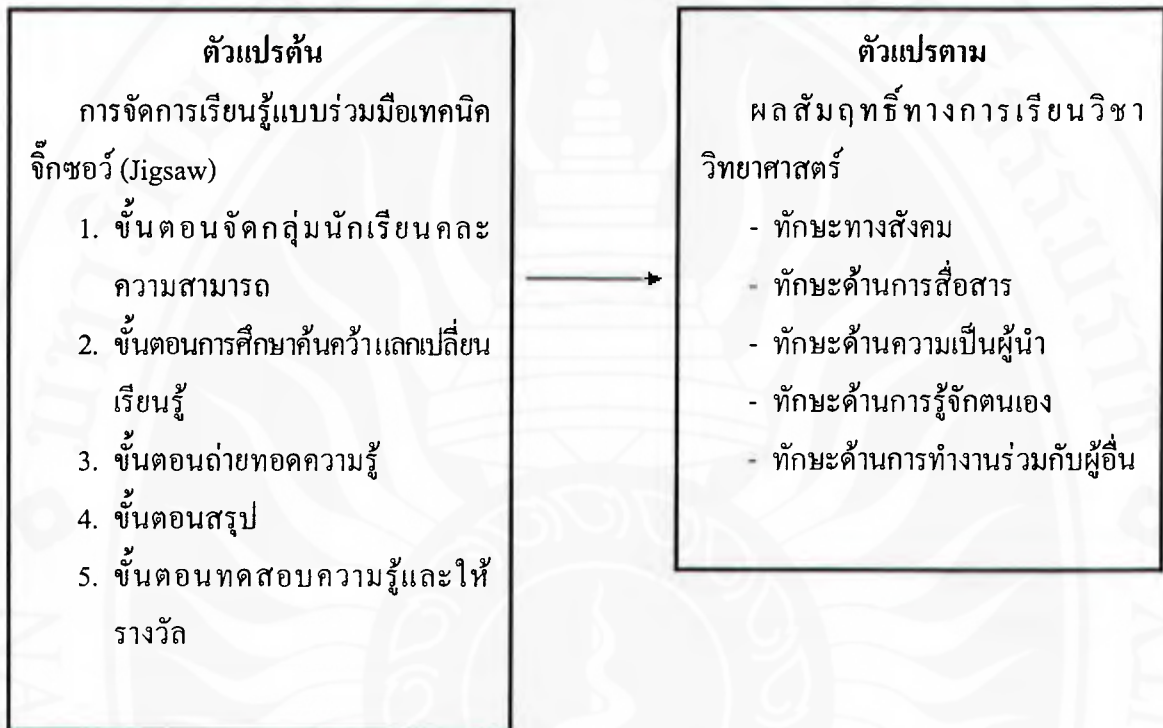 ตัวแปรต้น
การจัดการเรียนรู้แบบร่วมมือเทคนิค
จิ๊กซอว์ (Jigsaw)
1. ขั้นตอนจัดกลุ่มนักเรียนคละ
ความสามารถ
2. ขั้นตอนการศึกษาค้นคว้าแลกเปลี่ยน
เรียนรู้
3. ขั้นตอนถ่ายทอดความรู้
4. ขั้นตอนสรุป
5. ขั้นตอนทดสอบความรู้และให้
รางวัล
ตัวแปรตาม
ผลสัมฤทธิ์ทางการเรียนวิชา
วิทยาศาสตร์
- ทักษะทางสังคม
- ทักษะด้านการสื่อสาร
- ทักษะด้านความเป็นผู้นำ
- ทักษะด้านการรู้จักตนเอง
- ทักษะด้านการทำงานร่วมกับผู้อื่น